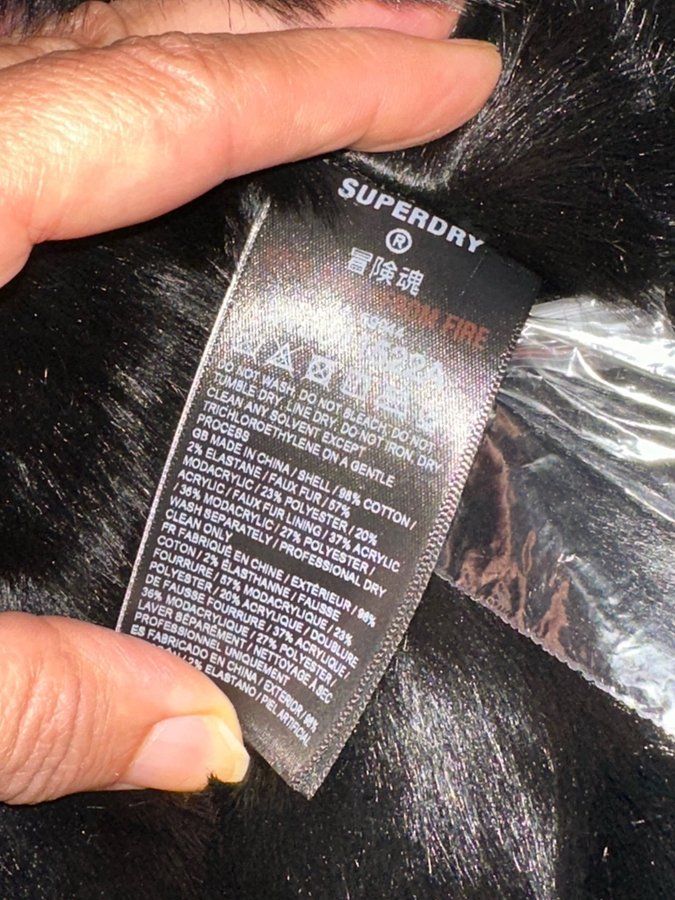 SUPERDRY
®
冒険魂
FROM FIRE
DO NOT WASH, DO NOT BLEACH, DO NOT
TUMBLE DRY, LINE DRY, DO NOT IRON, DRY
CLEAN ANY SOLVENT EXCEPT
TRICHLOROETHYLENE ON A GENTLE
PROCESS
GB MADE IN CHINA / SHELL / 98% COTTON /
2% ELASTANE / FAUX FUR / 57%
MODACRYLIC / 23% POLYESTER / 20%
ACRYLIC / FAUX FUR LINING / 37% ACRYLIC
36% MODACRYLIC / 27% POLYESTER /
WASH SEPARATELY / PROFESSIONAL DRY
CLEAN ONLY
FR FABRIQUÉ EN CHINE / EXTÉRIEUR / 98%
COTON / 2% ÉLASTHANNE / FAUSSE
FOURRURE / 57% MODACRYLIQUE, 23%
POLYESTER / 20% ACRYLIQUE / DOUBLURE
DE FAUSSE FOURRURE / 37% ACRYLIQUE /
36% MODACRYLIQUE / 27% POLYESTER /
LAVER SÉPARÉMENT / NETTOYAGE À SEC
PROFESSIONNEL UNIQUEMENT
ES FABRICADO EN CHINA / EXTERIOR / 98%
/ 2% ELASTANO / PIEL ARTIFICIAL